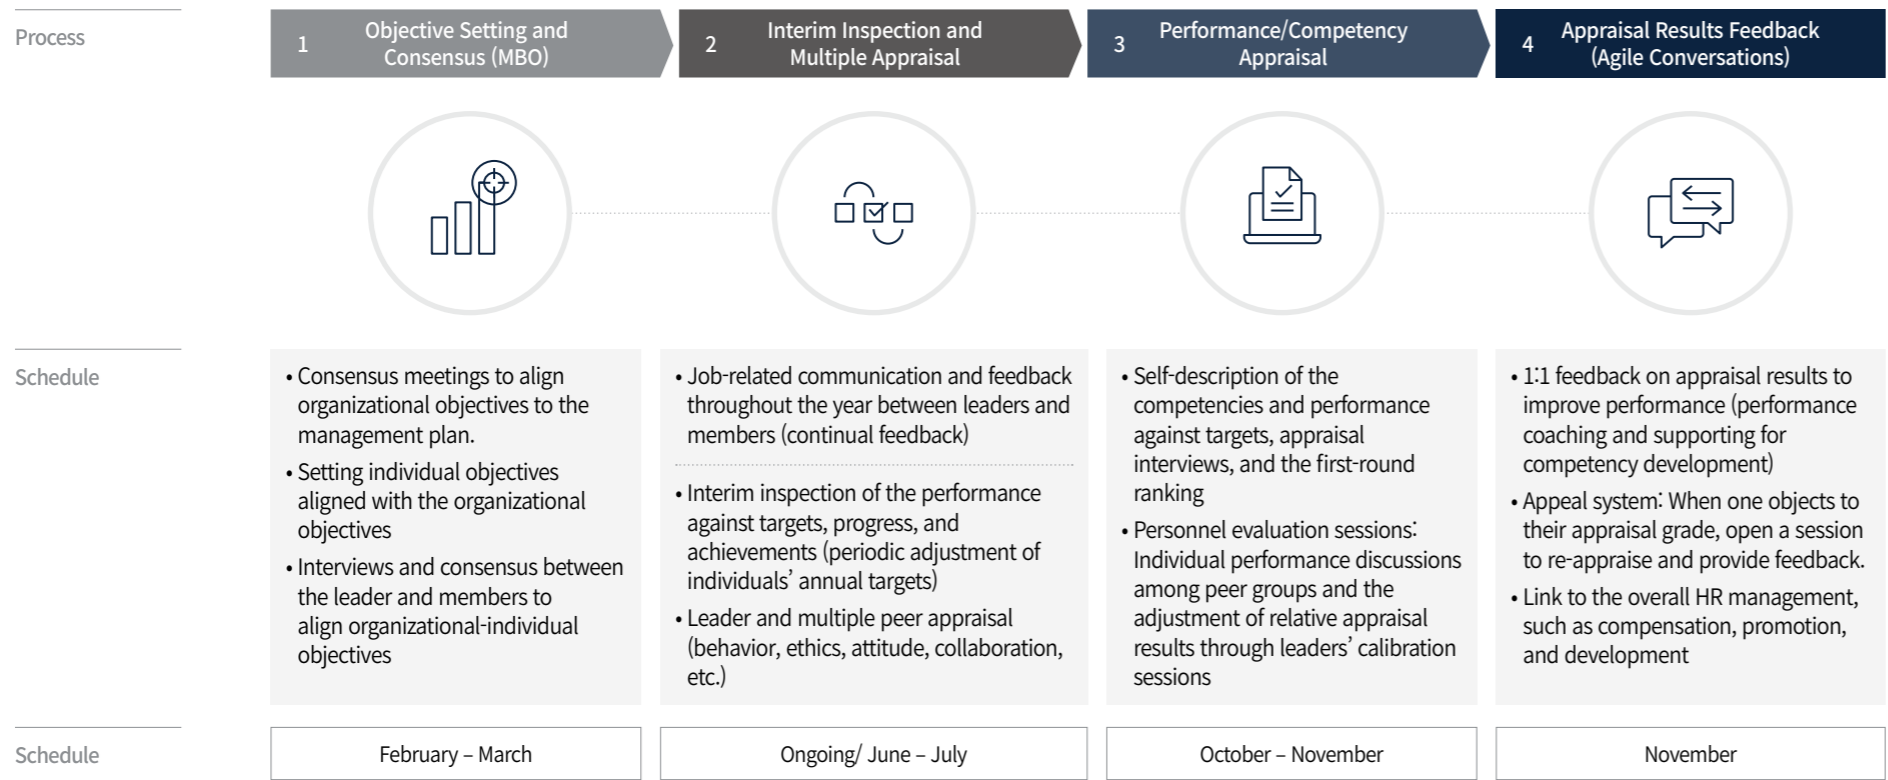 Process
1
Objective Setting and
Consensus (MBO)
2
Interim Inspection and
Multiple Appraisal
3
Performance/Competency
Appraisal
4
Appraisal Results Feedback
(Agile Conversations)
Schedule
• Consensus meetings to align
organizational objectives to the
management plan.
• Setting individual objectives
aligned with the organizational
objectives
• Interviews and consensus between
the leader and members to
align organizational-individual
objectives
• Job-related communication and feedback
throughout the year between leaders and
members (continual feedback)
• Interim inspection of the performance
against targets, progress, and
achievements (periodic adjustment of
individuals’ annual targets)
• Leader and multiple peer appraisal
(behavior, ethics, attitude, collaboration,
etc.)
• Self-description of the
competencies and performance
against targets, appraisal
interviews, and the first-round
ranking
• Personnel evaluation sessions:
Individual performance discussions
among peer groups and the
adjustment of relative appraisal
results through leaders’ calibration
sessions
• 1:1 feedback on appraisal results to
improve performance (performance
coaching and supporting for
competency development)
• Appeal system: When one objects to
their appraisal grade, open a session
to re-appraise and provide feedback.
• Link to the overall HR management,
such as compensation, promotion,
and development
Schedule
February – March
Ongoing/ June – July
October – November
November